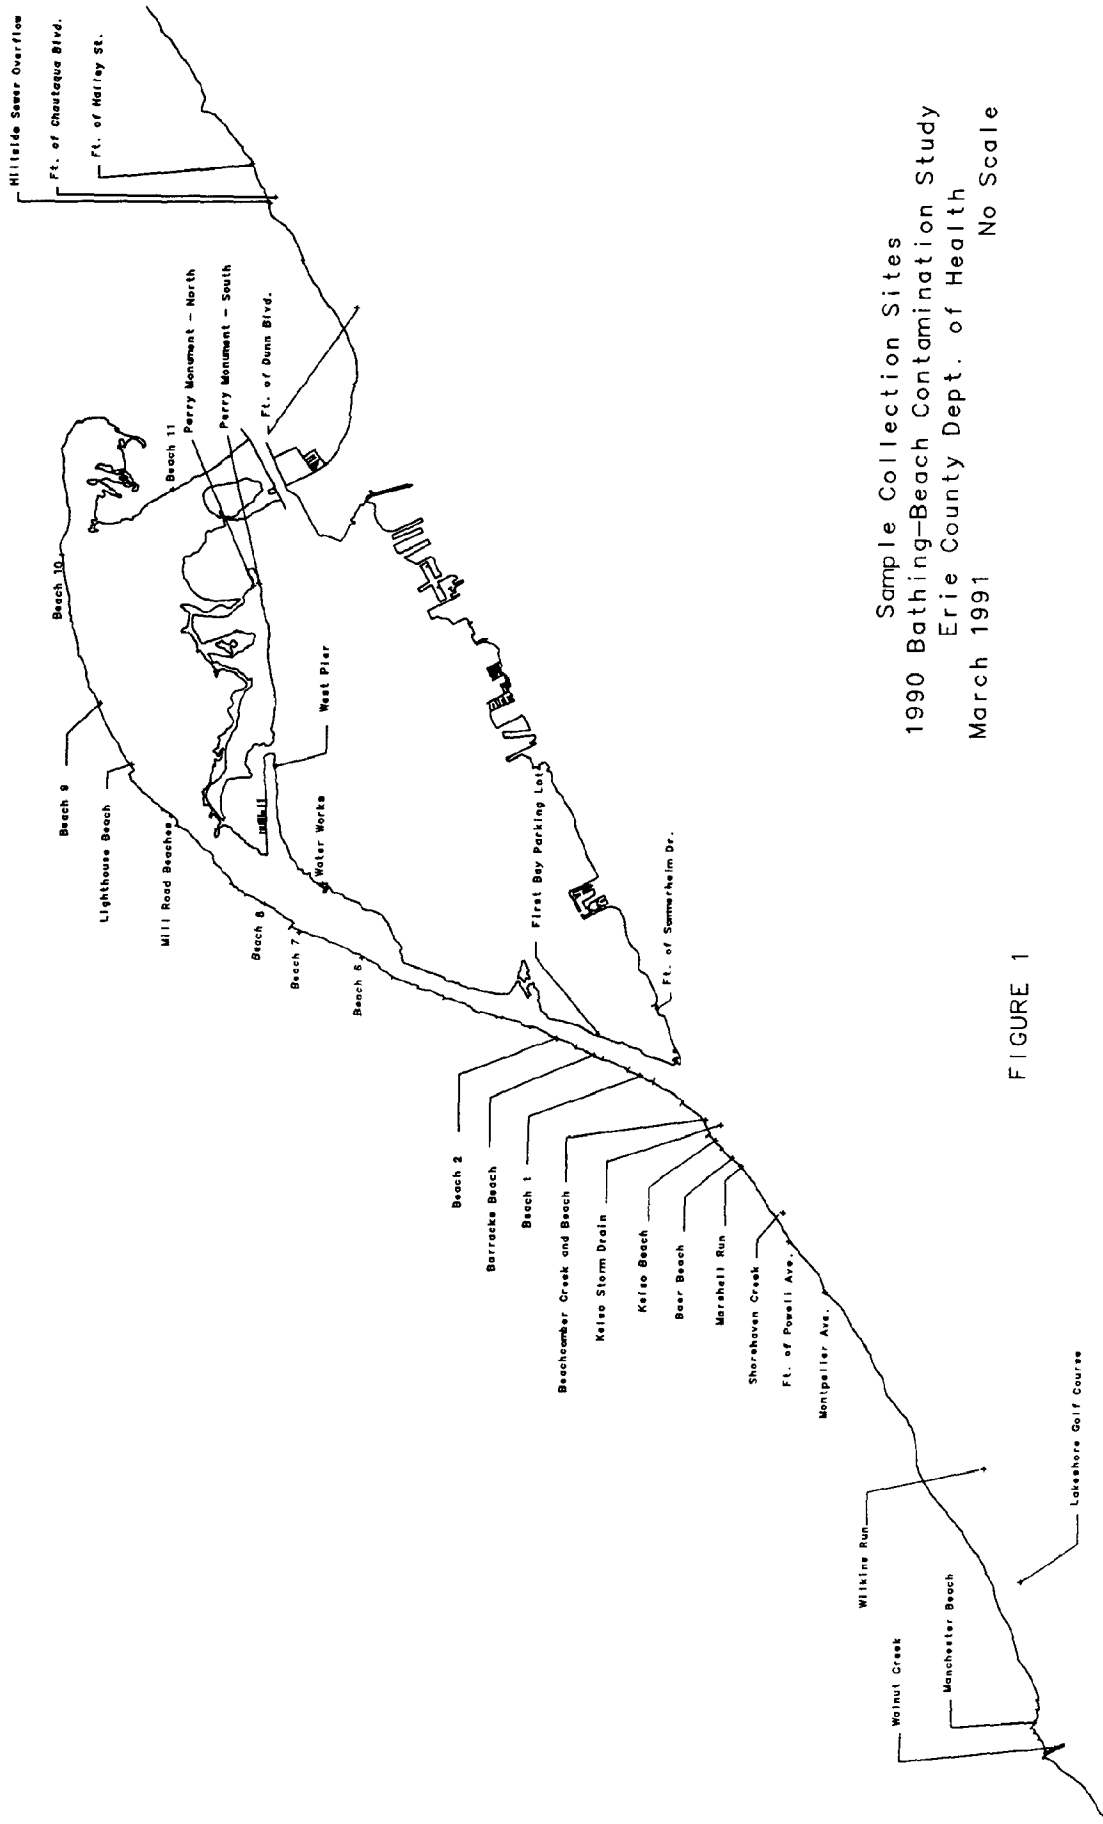 Hillside Sewer Overflow
Ft. of Chautaqua Blvd.
Ft. of Halley St.
Perry Monument - North
Perry Monument - South
Ft. of Dunn Blvd.
Beach 11
Beach 10
Beach 9
Lighthouse Beach
Mill Road Beaches
Beach 8
Beach 7
Beach 6
West Pier
Water Works
First Bay Parking Lot
Ft. of Sommerheim Dr.
Beach 2
Barracks Beach
Beach 1
Beachcomber Creek and Beach
Kelso Storm Drain
Kelso Beach
Baer Beach
Marshall Run
Shorehaven Creek
Ft. of Powell Ave.
Montpelier Ave.
Wilkins Run
Lakeshore Golf Course
Manchester Beach
Walnut Creek
Sample Collection Sites
1990 Bathing-Beach Contamination Study
Erie County Dept. of Health
March 1991 No Scale
FIGURE 1